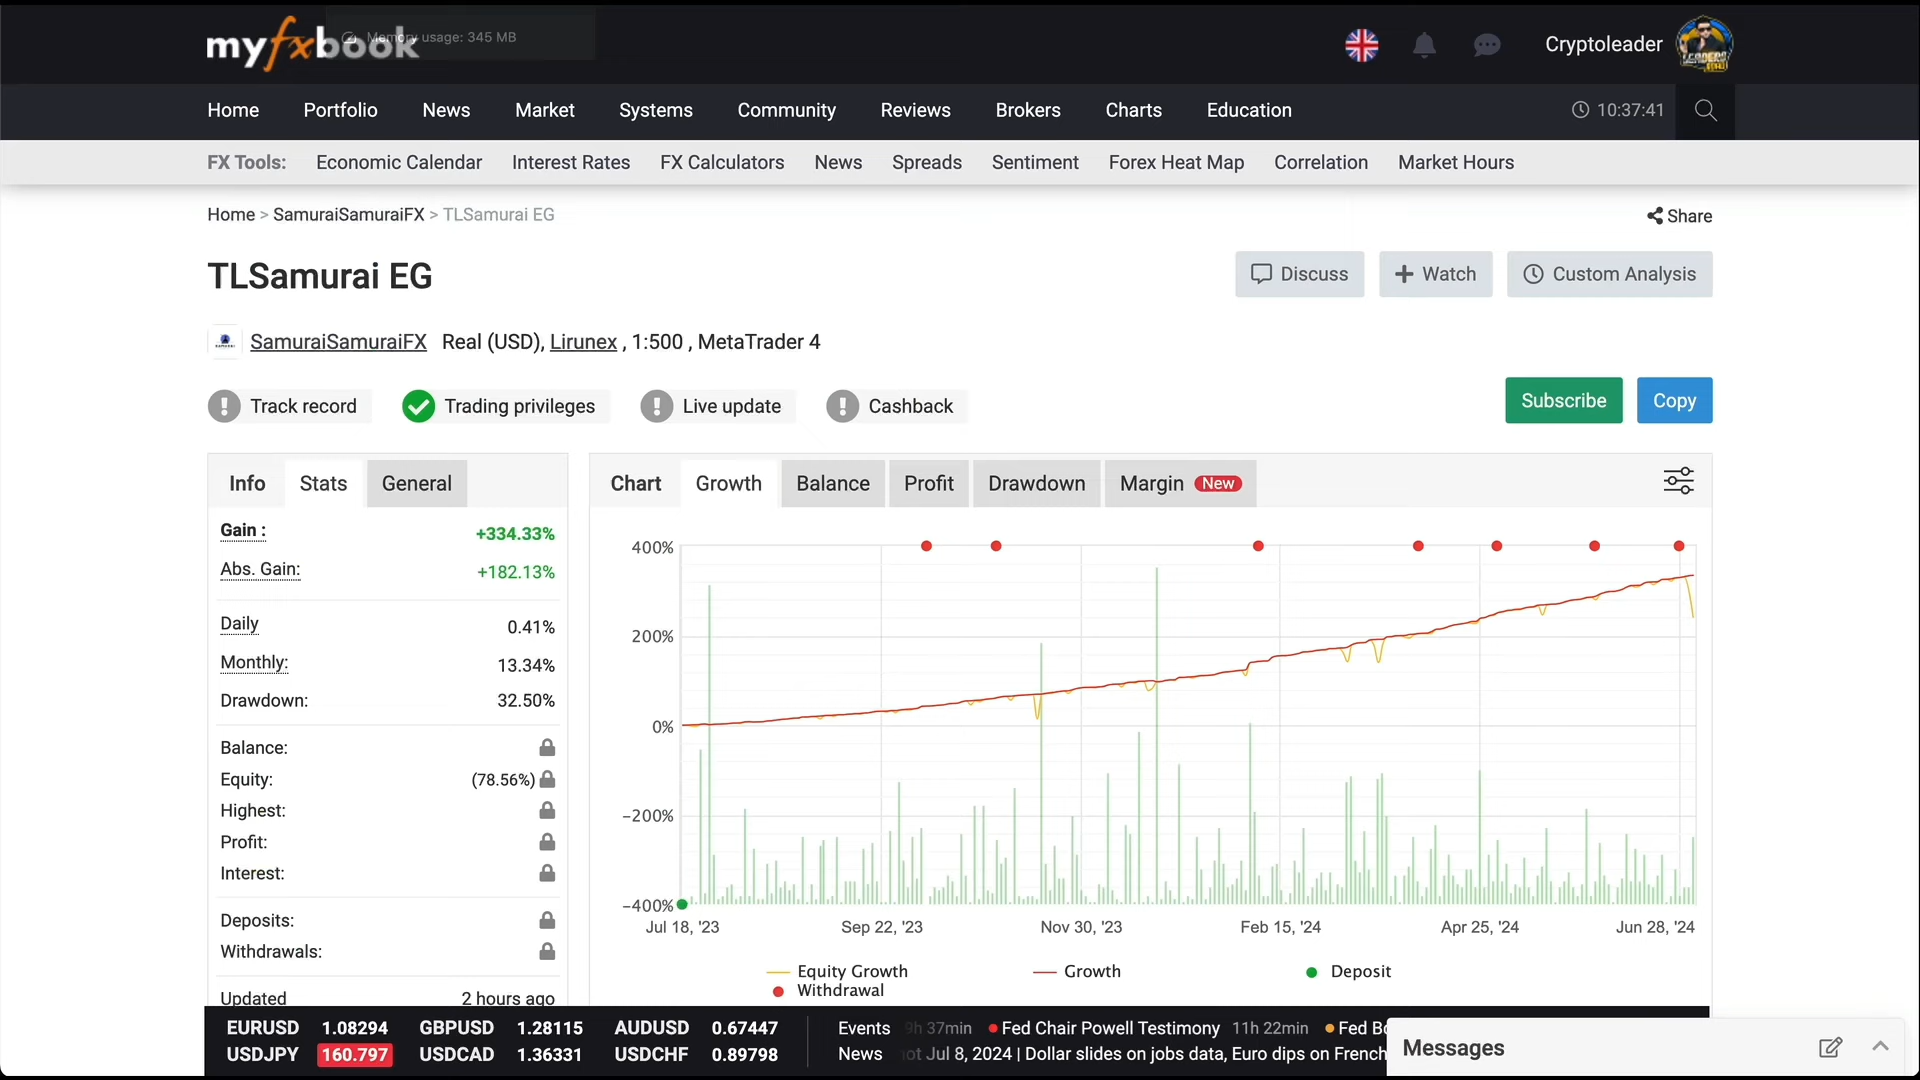 myfxbook
Memory usage: 345 MB
Cryptoleader
Home Portfolio News Market Systems Community Reviews Brokers Charts Education 10:37:41
FX Tools: Economic Calendar Interest Rates FX Calculators News Spreads Sentiment Forex Heat Map Correlation Market Hours
Home > SamuraiSamuraiFX > TLSamurai EG
Share
TLSamurai EG
Discuss Watch Custom Analysis
SamuraiSamuraiFX Real (USD), Lirunex , 1:500 , MetaTrader 4
Track record Trading privileges Live update Cashback
Subscribe Copy
Info Stats General
Gain : +334.33%
Abs. Gain: +182.13%
Daily 0.41%
Monthly: 13.34%
Drawdown: 32.50%
Balance:
Equity: (78.56%)
Highest:
Profit:
Interest:
Deposits:
Withdrawals:
Updated 2 hours ago
Chart Growth Balance Profit Drawdown Margin New
400%
200%
0%
-200%
-400%
Jul 18, '23 Sep 22, '23 Nov 30, '23 Feb 15, '24 Apr 25, '24 Jun 28, '24
Equity Growth Growth Deposit
Withdrawal
EURUSD 1.08294 GBPUSD 1.28115 AUDUSD 0.67447
USDJPY 160.797 USDCAD 1.36331 USDCHF 0.89798
Events 9h 37min Fed Chair Powell Testimony 11h 22min Fed
News Jul 8, 2024 | Dollar slides on jobs data, Euro dips on French
Messages